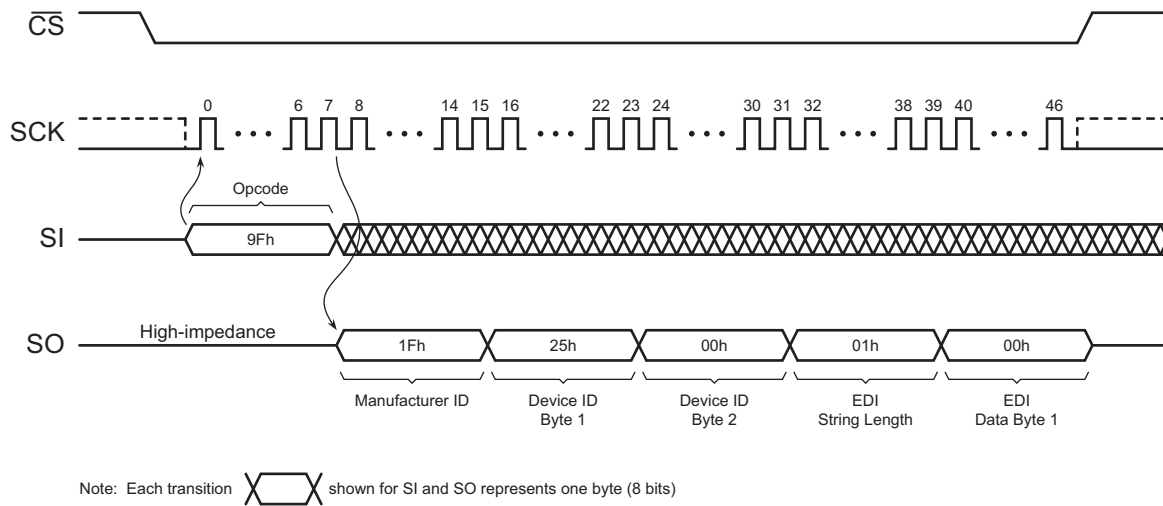 CS
SCK
0 6 7 8 14 15 16 22 23 24 30 31 32 38 39 40 46
Opcode
SI
9Fh
High-impedance
SO
1Fh 25h 00h 01h 00h
Manufacturer ID
Device ID
Byte 1
Device ID
Byte 2
EDI
String Length
EDI
Data Byte 1
Note: Each transition shown for SI and SO represents one byte (8 bits)